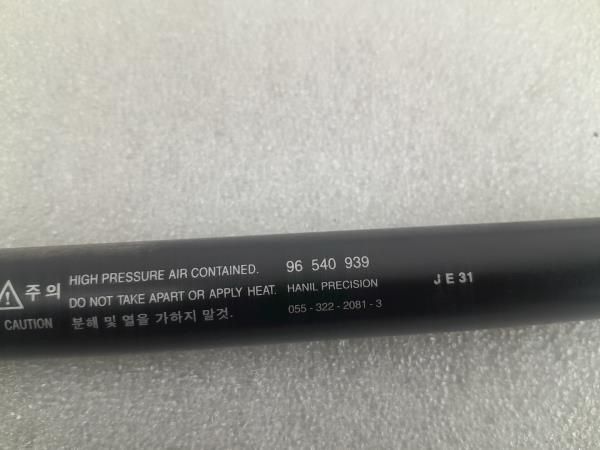 주의
CAUTION
HIGH PRESSURE AIR CONTAINED.
DO NOT TAKE APART OR APPLY HEAT.
분해 및 열을 가하지 말것.
96 540 939
HANIL PRECISION
055 - 322 - 2081 - 3
J E 31